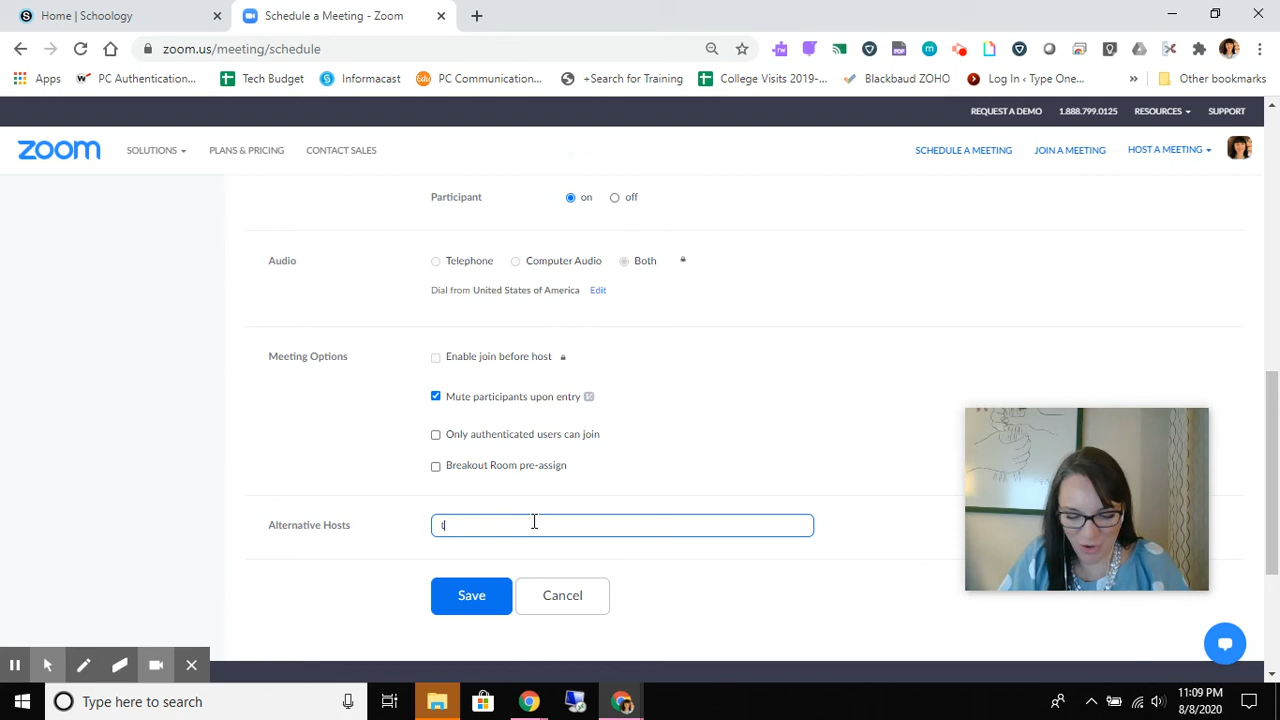 Home | Schoology
Schedule a Meeting - Zoom
zoom.us/meeting/schedule
Apps
PC Authentication...
Tech Budget
Informacast
PC Communication...
+Search for Training
College Visits 2019-...
Blackbaud ZOHO
Log In ‹ Type One...
»
Other bookmarks
REQUEST A DEMO
1.888.799.0125
RESOURCES
SUPPORT
zoom
SOLUTIONS
PLANS & PRICING
CONTACT SALES
SCHEDULE A MEETING
JOIN A MEETING
HOST A MEETING
Participant
on
off
Audio
Telephone
Computer Audio
Both
Dial from United States of America Edit
Meeting Options
Enable join before host
Mute participants upon entry
Only authenticated users can join
Breakout Room pre-assign
Alternative Hosts
t
Save
Cancel
Type here to search
11:09 PM
8/8/2020